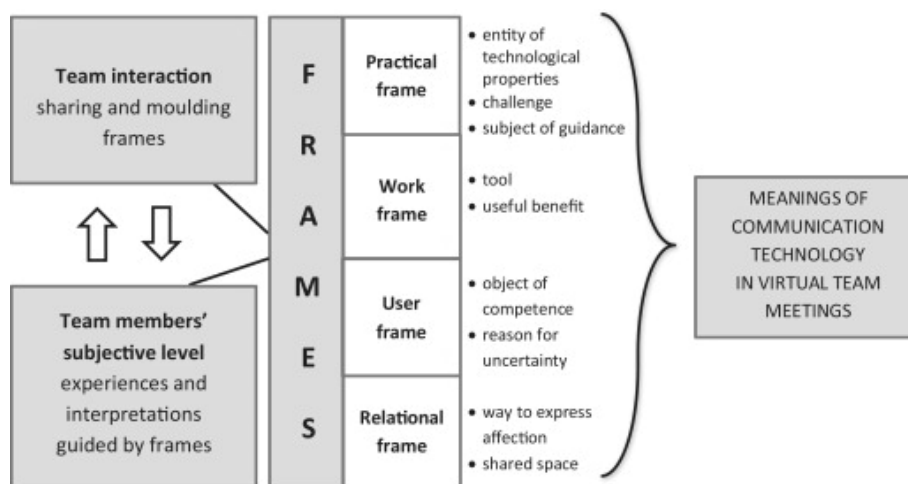 Team interaction
sharing and moulding
frames
Team members'
subjective level
experiences and
interpretations
guided by frames
F
R
A
M
E
S
Practical
frame
• entity of
technological
properties
• challenge
• subject of guidance
Work
frame
• tool
• useful benefit
User
frame
• object of
competence
• reason for
uncertainty
Relational
frame
• way to express
affection
• shared space
MEANINGS OF
COMMUNICATION
TECHNOLOGY
IN VIRTUAL TEAM
MEETINGS